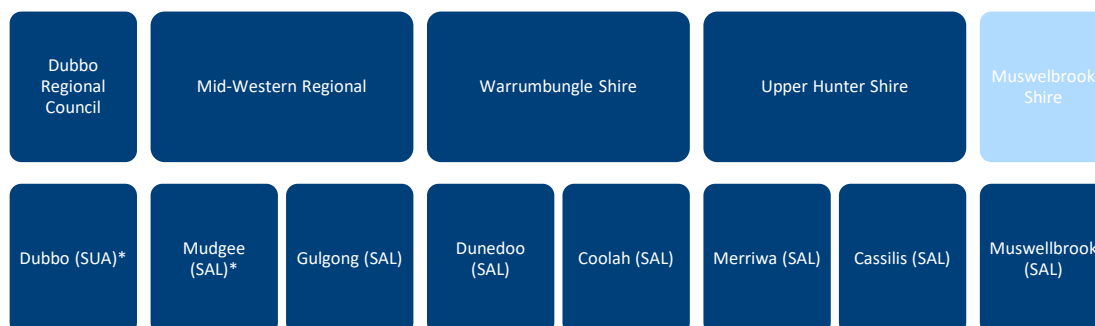 Dubbo
Regional
Council
Mid-Western Regional
Warrumbungle Shire
Upper Hunter Shire
Muswelbrook
Shire
Dubbo (SUA)*
Mudgee
(SAL)*
Gulgong (SAL)
Dunedoo
(SAL)
Coolah (SAL)
Merriwa (SAL)
Cassilis (SAL)
Muswellbrook
(SAL)